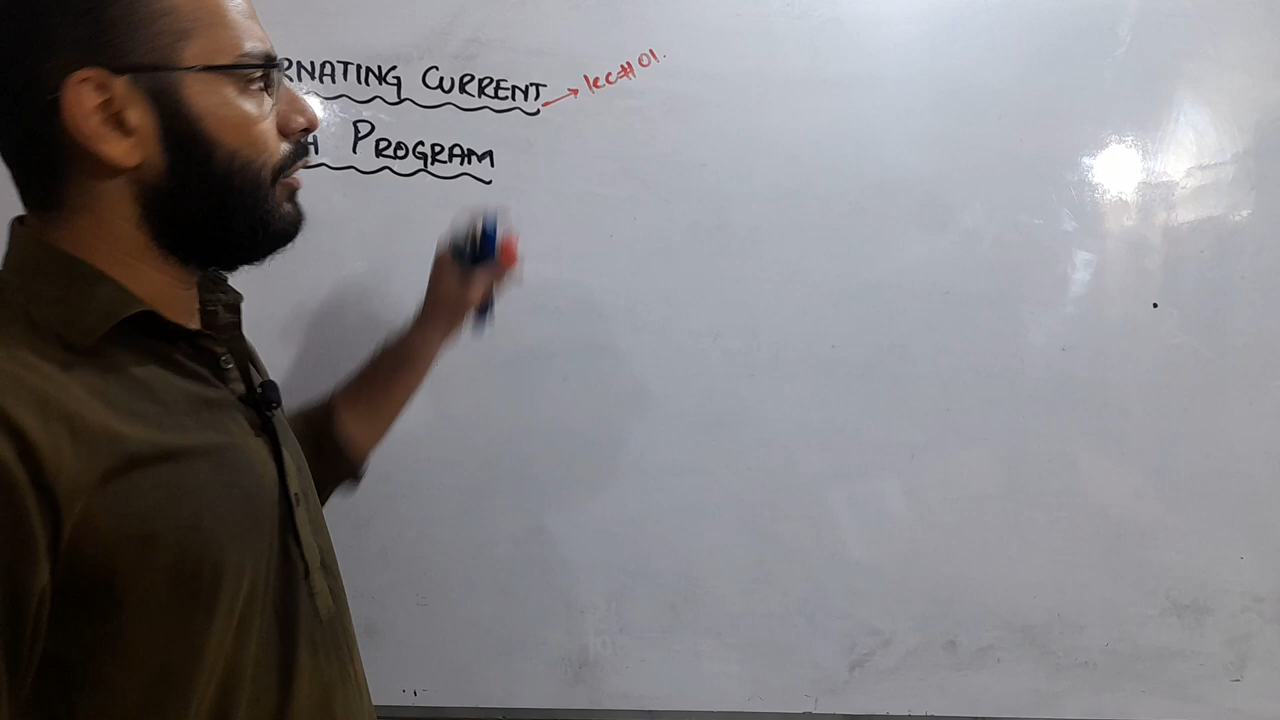 RNATING CURRENT → lec# 01.
H PROGRAM